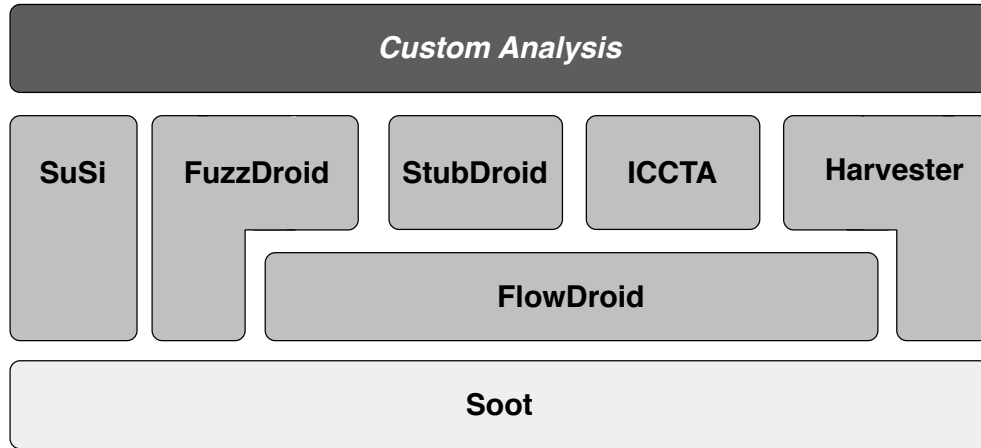 Custom Analysis
SuSi
FuzzDroid
StubDroid
ICCTA
Harvester
FlowDroid
Soot